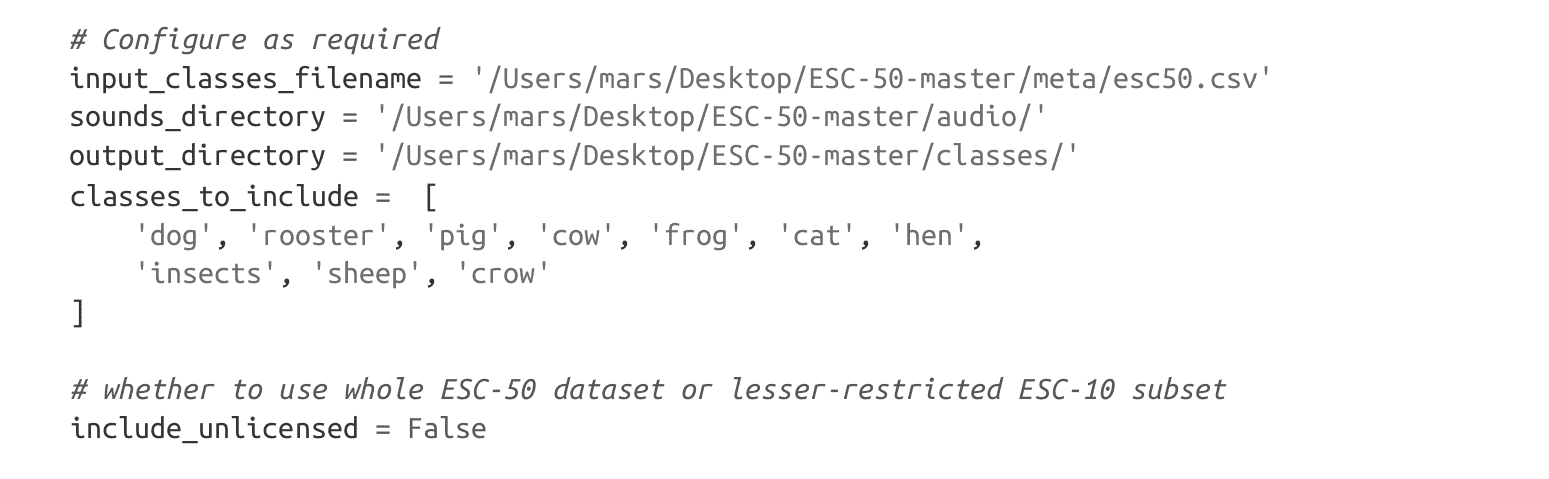 # Configure as required
input_classes_filename = '/Users/mars/Desktop/ESC-50-master/meta/esc50.csv'
sounds_directory = '/Users/mars/Desktop/ESC-50-master/audio/'
output_directory = '/Users/mars/Desktop/ESC-50-master/classes/'
classes_to_include =  [
    'dog', 'rooster', 'pig', 'cow', 'frog', 'cat', 'hen',
    'insects', 'sheep', 'crow'
]
# whether to use whole ESC-50 dataset or lesser-restricted ESC-10 subset
include_unlicensed = False